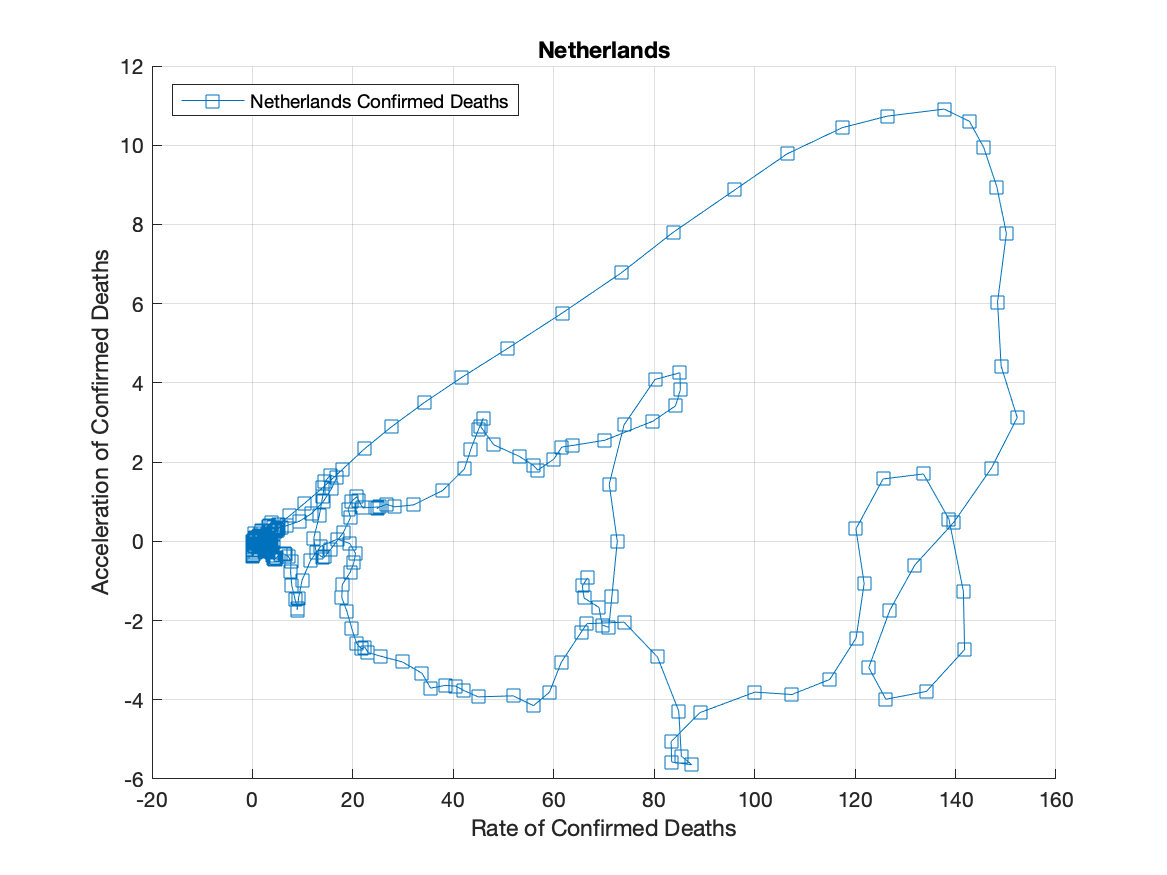 Netherlands
Netherlands Confirmed Deaths
12
10
8
6
4
2
0
-2
-4
-6
Acceleration of Confirmed Deaths
-20 0 20 40 60 80 100 120 140 160
Rate of Confirmed Deaths